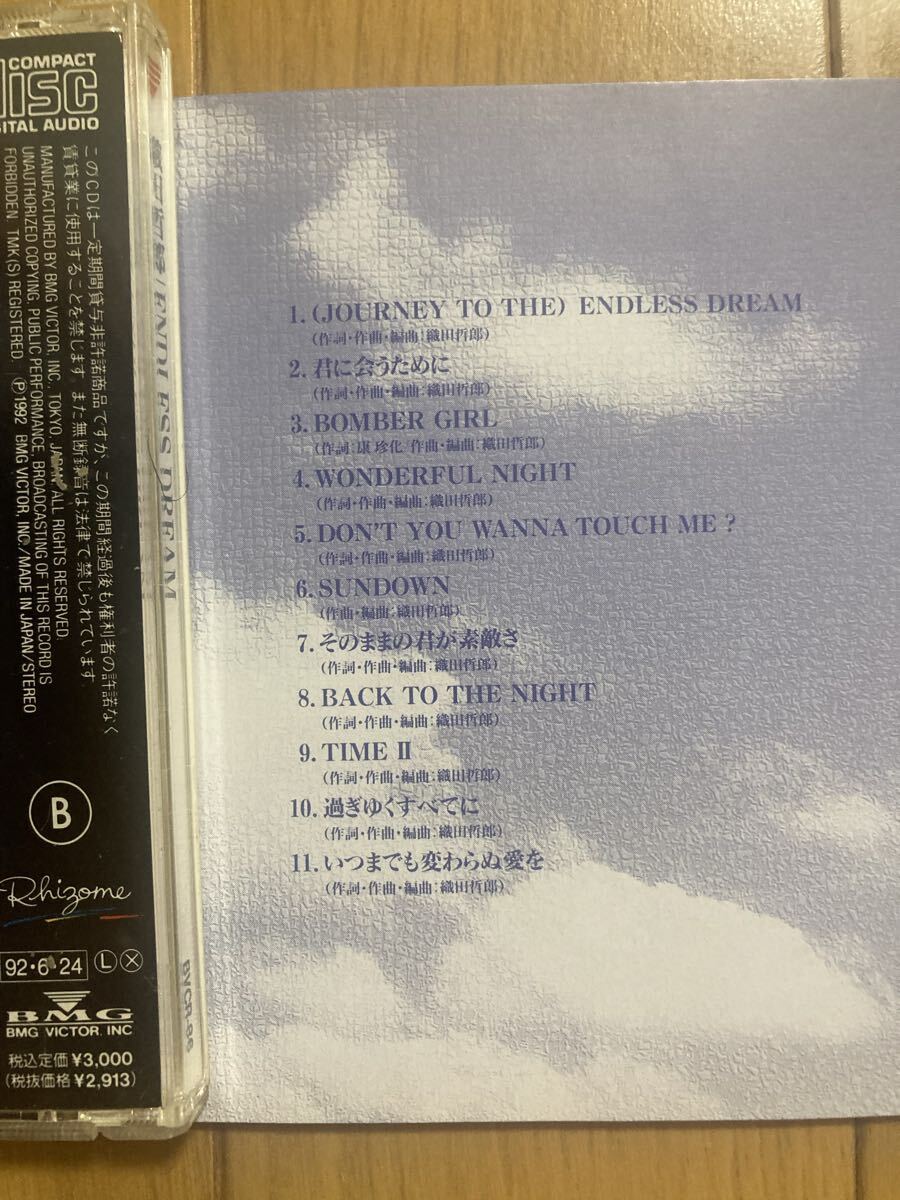 COMPACT
DISC
DIGITAL AUDIO
このCDは一定期間貸与非許諾商品ですが、この期間経過後も権利者の許諾なく
賃貸業に使用することを禁じます。また無断録音は法律で禁じられています。
MANUFACTURED BY BMG VICTOR, INC., TOKYO, JAPAN. ALL RIGHTS RESERVED.
UNAUTHORIZED COPYING, PUBLIC PERFORMANCE, BROADCASTING OF THIS RECORD IS
FORBIDDEN. TMK(S) REGISTERED. Ⓟ1992 BMG VICTOR, INC./MADE IN JAPAN/STEREO
B
Rhizome
92・6・24 Ⓛ Ⓧ
BMG
BMG VICTOR, INC
税込定価¥3,000
(税抜価格¥2,913)
織田哲郎/ENDLESS DREAM
1.(JOURNEY TO THE) ENDLESS DREAM
(作詞・作曲・編曲:織田哲郎)
2.君に会うために
(作詞・作曲・編曲:織田哲郎)
3.BOMBER GIRL
(作詞:康 珍化 作曲・編曲:織田哲郎)
4.WONDERFUL NIGHT
(作詞・作曲・編曲:織田哲郎)
5.DON'T YOU WANNA TOUCH ME ?
(作詞・作曲・編曲:織田哲郎)
6.SUNDOWN
(作曲・編曲:織田哲郎)
7.そのままの君が素敵さ
(作詞・作曲・編曲:織田哲郎)
8.BACK TO THE NIGHT
(作詞・作曲・編曲:織田哲郎)
9.TIME Ⅱ
(作詞・作曲・編曲:織田哲郎)
10.過ぎゆくすべてに
(作詞・作曲・編曲:織田哲郎)
11.いつまでも変わらぬ愛を
(作詞・作曲・編曲:織田哲郎)